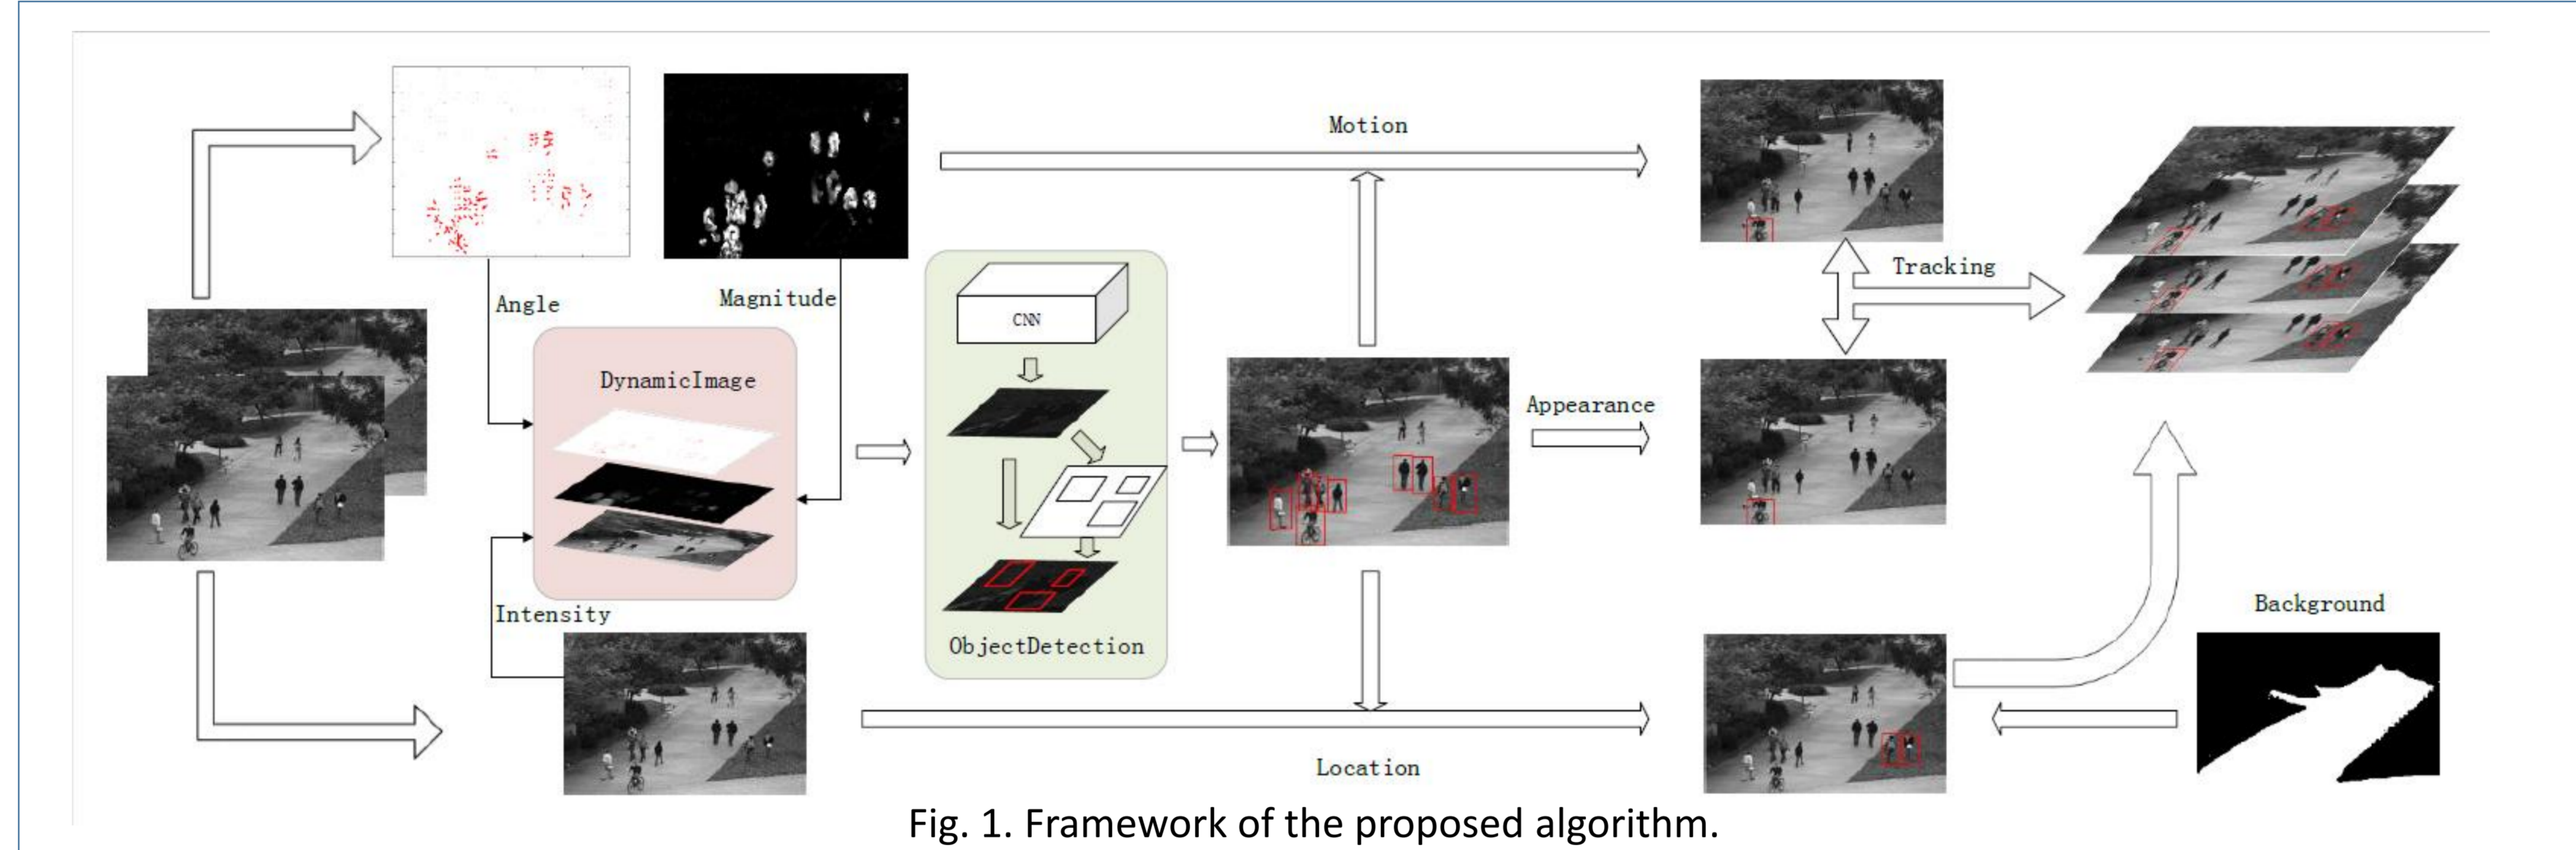 Motion
Tracking
Angle
Magnitude
CNN
DynamicImage
Appearance
Background
Intensity
ObjectDetection
Location
Fig. 1. Framework of the proposed algorithm.